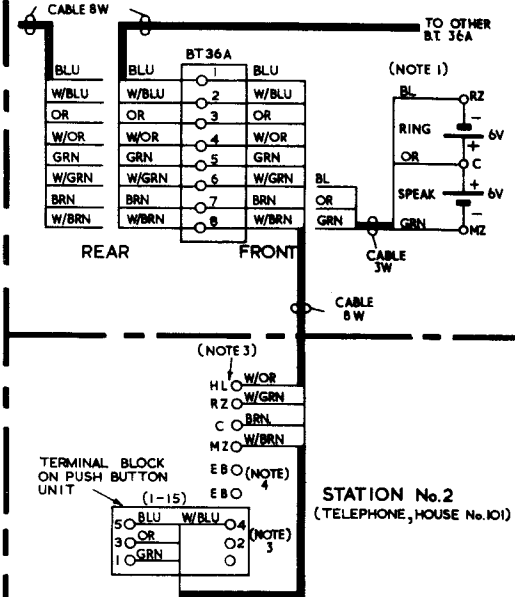 CABLE 8W
TO OTHER
B.T. 36A
BT36A
(NOTE 1)
BLU BLU 1 BLU
W/BLU W/BLU 2 W/BLU
OR OR 3 OR
W/OR W/OR 4 W/OR
GRN GRN 5 GRN
W/GRN W/GRN 6 W/GRN
BRN BRN 7 BRN
W/BRN W/BRN 8 W/BRN
BL
OR
GRN
BL RZ
RING − 6V
+
OR C
SPEAK + 6V
−
GRN MZ
REAR
FRONT
CABLE
3W
CABLE
8W
(NOTE 3)
HL W/OR
RZ W/GRN
C BRN.
MZ W/BRN
EB (NOTE)
4
EB
TERMINAL BLOCK
ON PUSH BUTTON
UNIT
(1-15)
5 BLU W/BLU 4
3 OR 2 (NOTE)
3
1 GRN
STATION No.2
(TELEPHONE, HOUSE No.101)